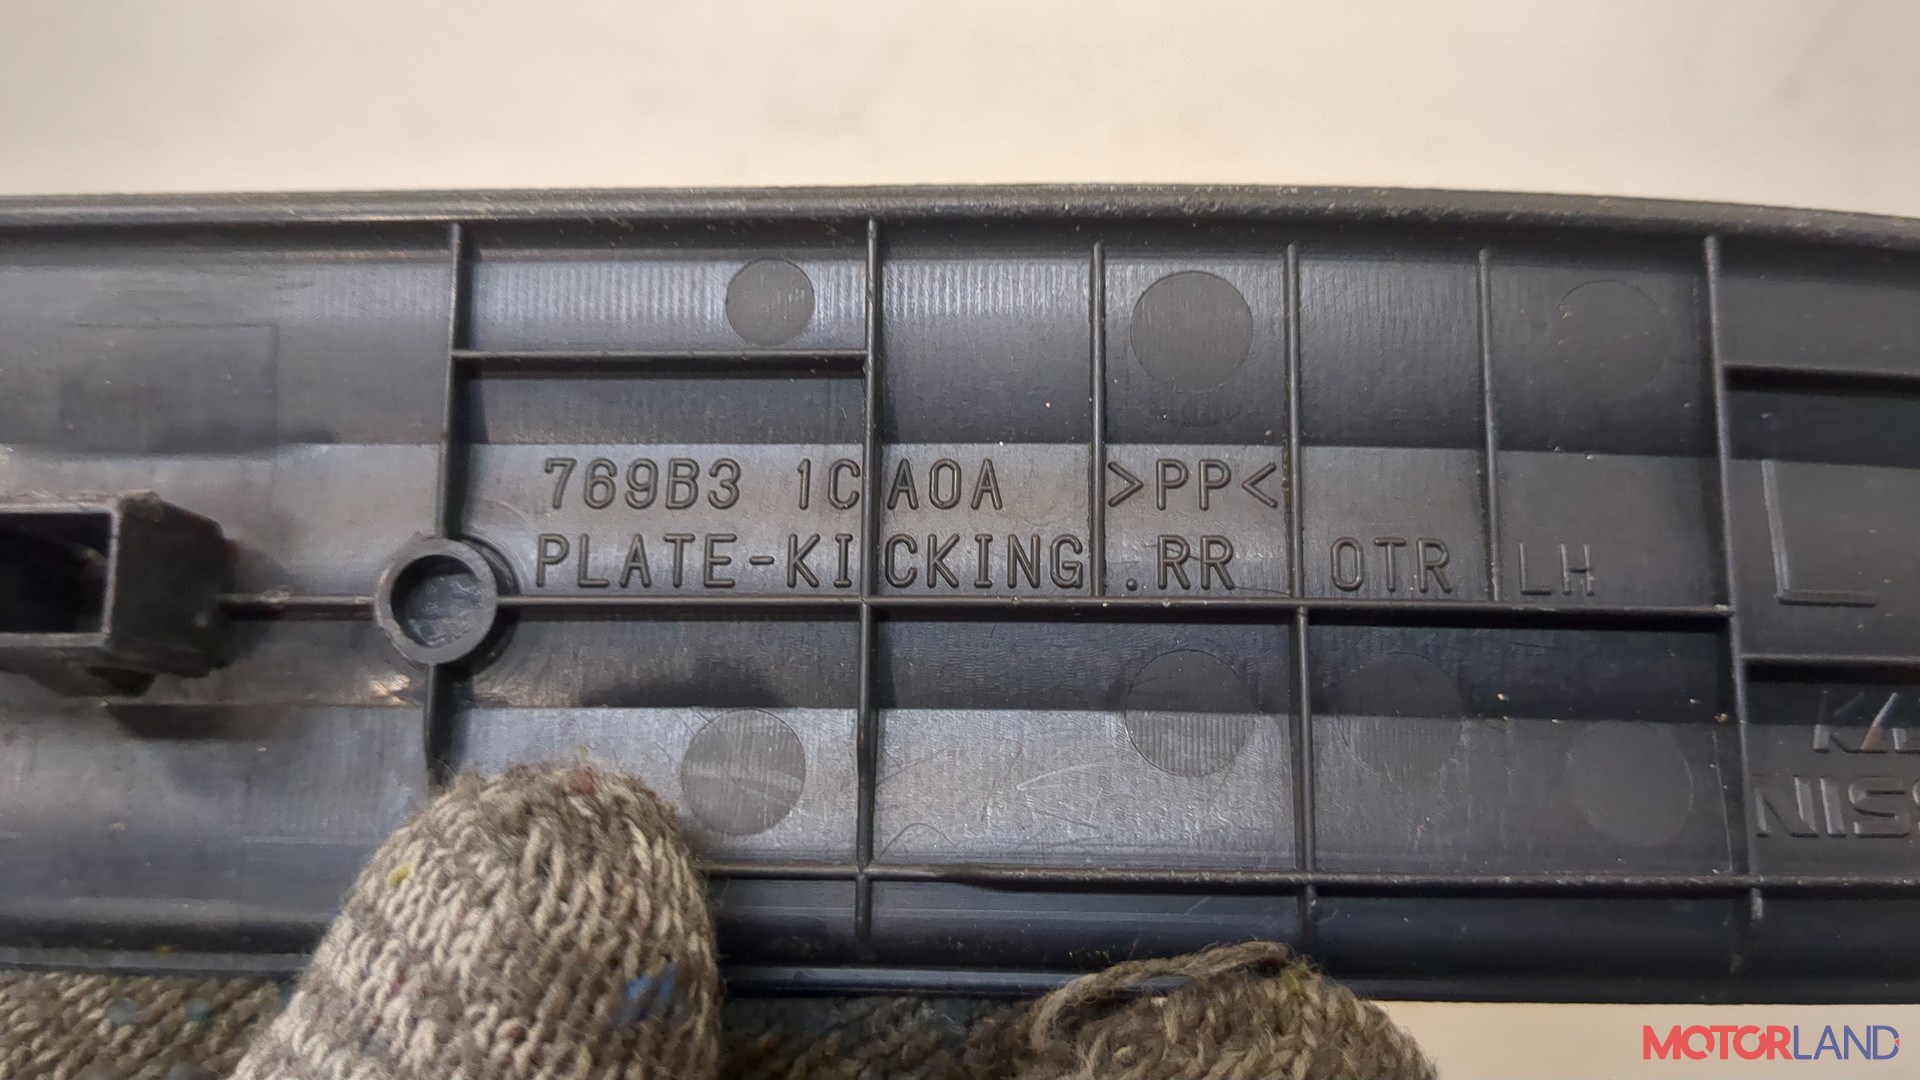 769B3 1CA0A >PP<
PLATE-KICKING.RR OTR LH
L
MOTORLAND